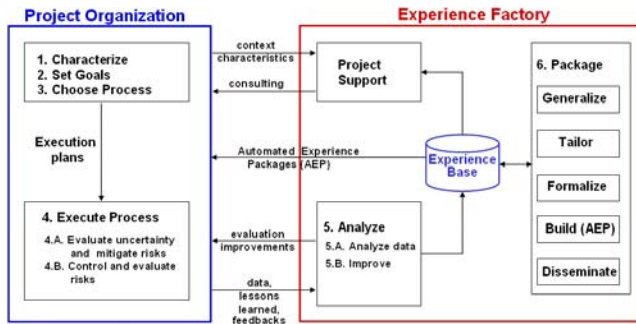 Project Organization
Experience Factory
1. Characterize
2. Set Goals
3. Choose Process
context
characteristics
consulting
Project
Support
6. Package
Generalize
Tailor
Formalize
Build (AEP)
Disseminate
Execution
plans
Automated Experience
Packages (AEP)
Experience
Base
4. Execute Process
4.A. Evaluate uncertainty
and mitigate risks
4.B. Control and evaluate
risks
evaluation
improvements
5. Analyze
5.A. Analyze data
5.B. Improve
data,
lessons
learned,
feedbacks